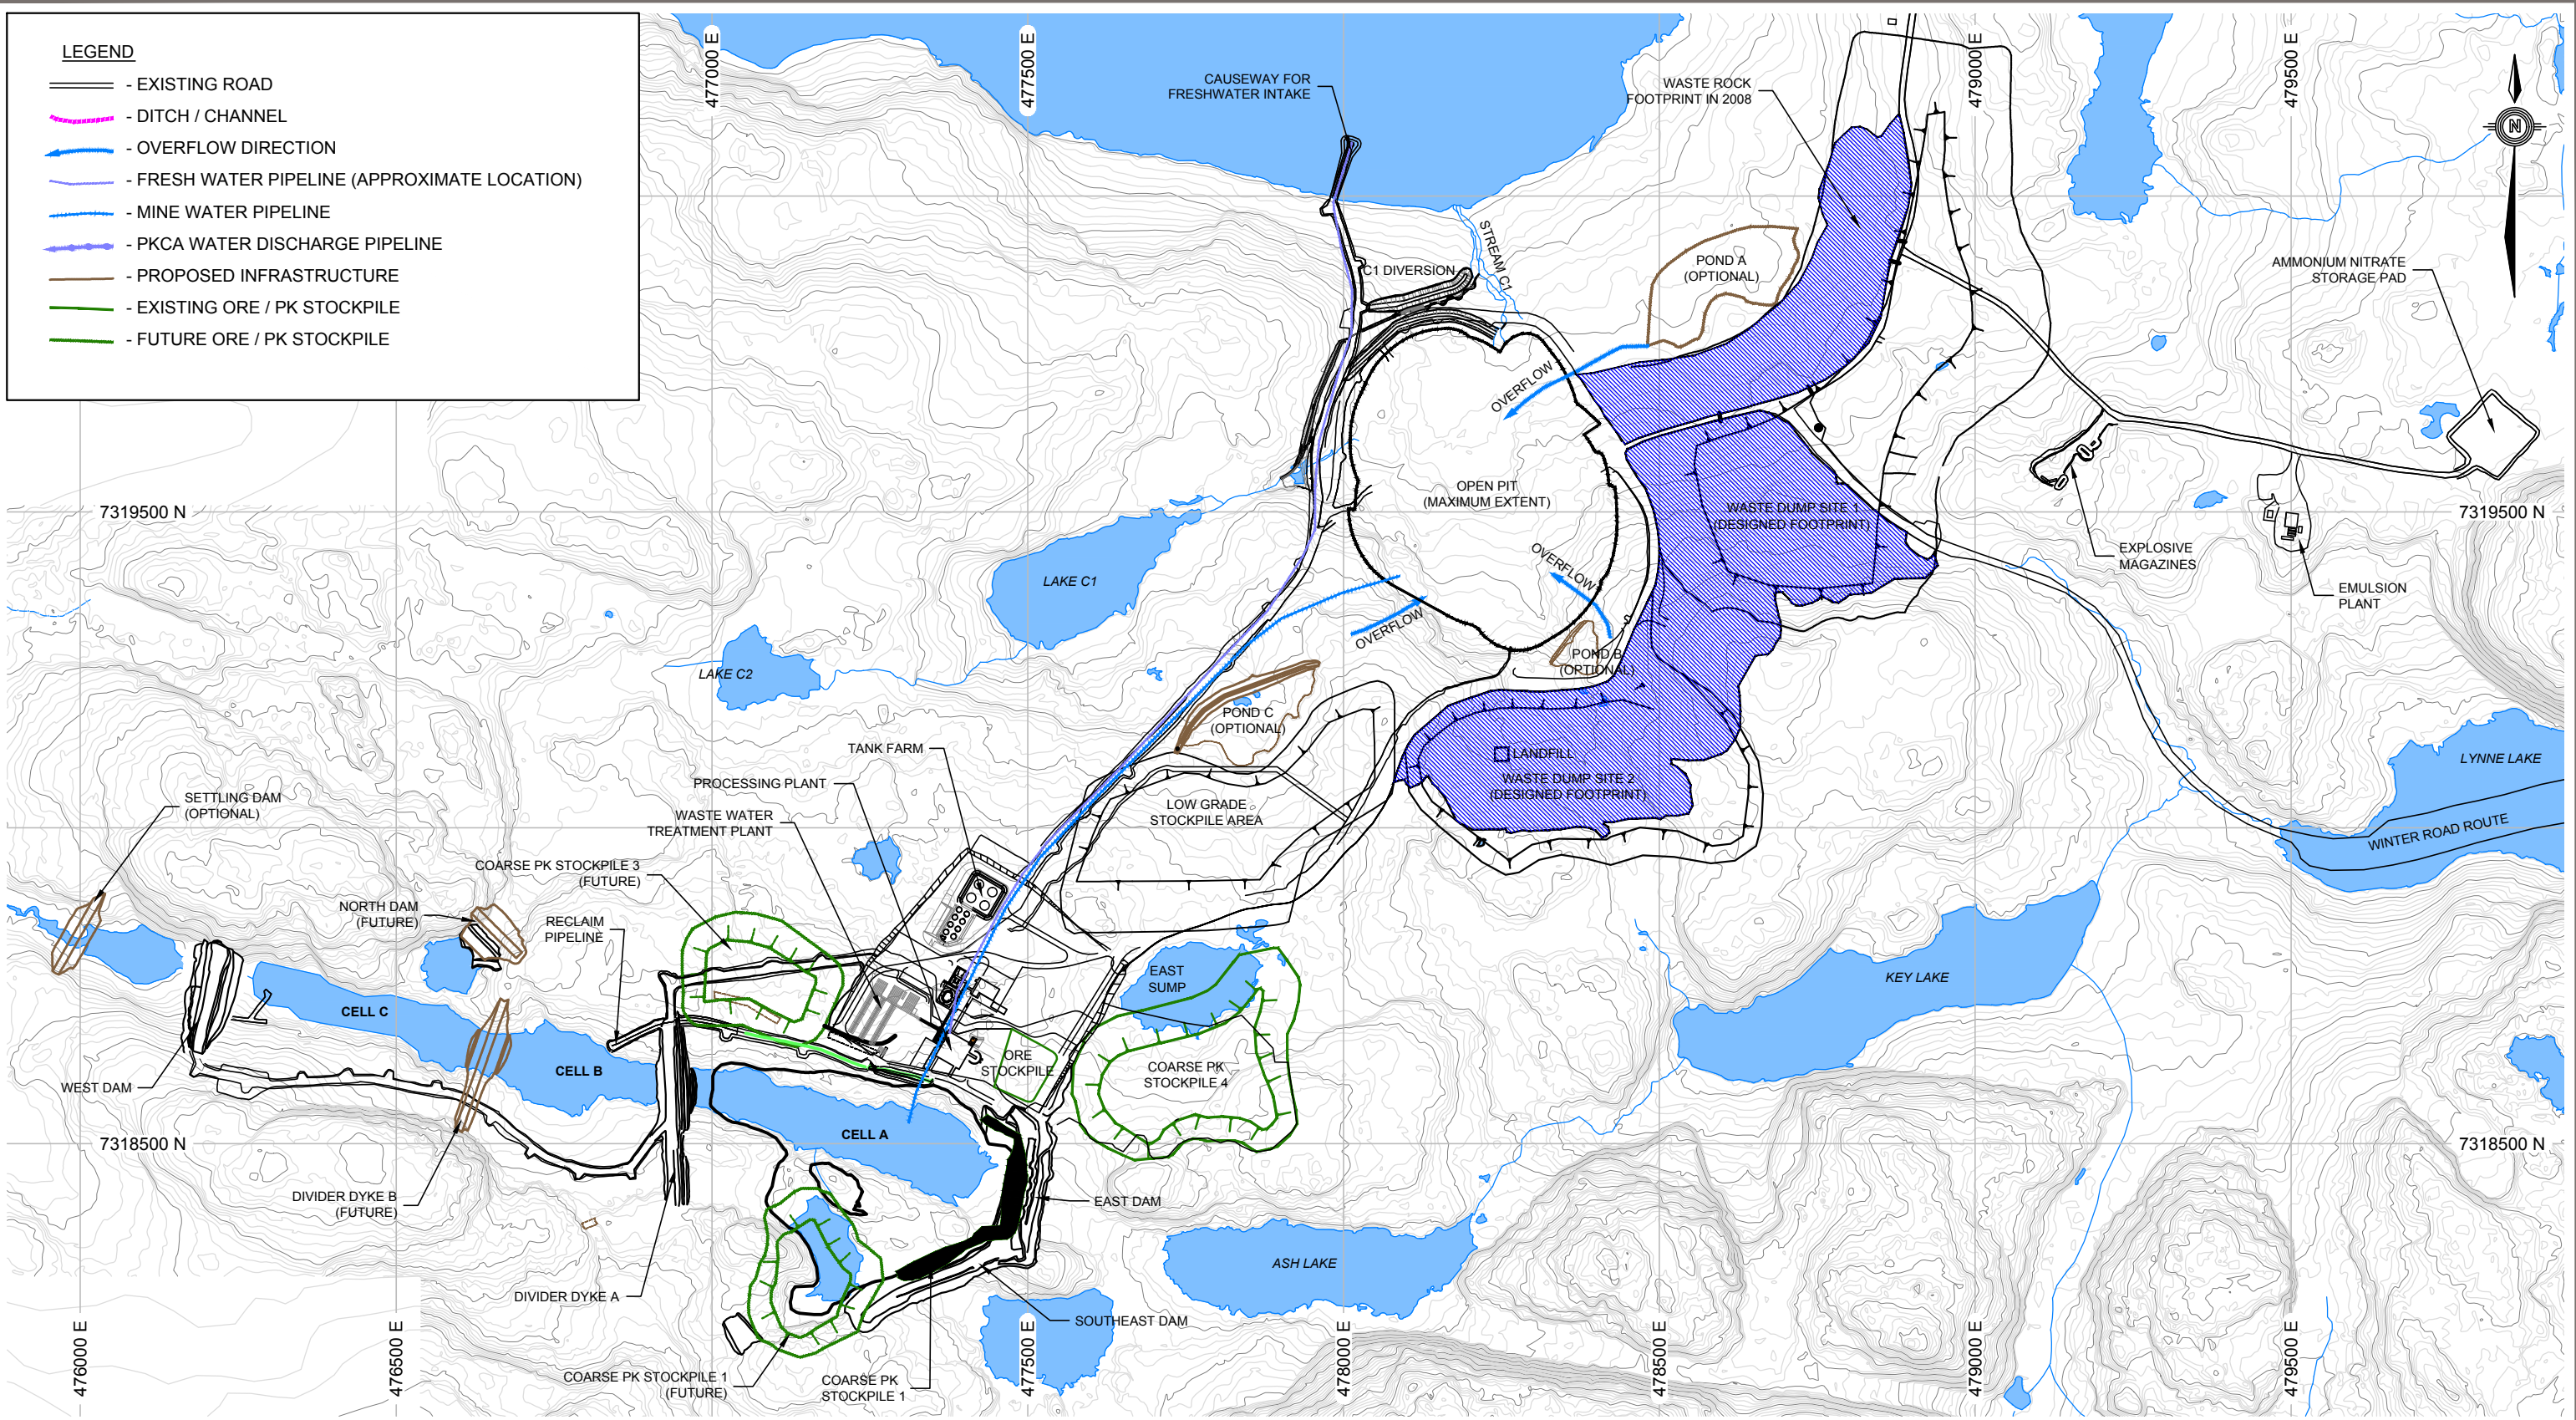 LEGEND
- EXISTING ROAD
- DITCH / CHANNEL
- OVERFLOW DIRECTION
- FRESH WATER PIPELINE (APPROXIMATE LOCATION)
- MINE WATER PIPELINE
- PKCA WATER DISCHARGE PIPELINE
- PROPOSED INFRASTRUCTURE
- EXISTING ORE / PK STOCKPILE
- FUTURE ORE / PK STOCKPILE
477000 E
477500 E
479000 E
479500 E
CAUSEWAY FOR
FRESHWATER INTAKE
WASTE ROCK
FOOTPRINT IN 2008
N
STREAM C1
C1 DIVERSION
POND A
(OPTIONAL)
AMMONIUM NITRATE
STORAGE PAD
OVERFLOW
OPEN PIT
(MAXIMUM EXTENT)
7319500 N
WASTE DUMP SITE 1
(DESIGNED FOOTPRINT)
7319500 N
EXPLOSIVE
MAGAZINES
EMULSION
PLANT
LAKE C1
OVERFLOW
OVERFLOW
LAKE C2
POND B
(OPTIONAL)
POND C
(OPTIONAL)
TANK FARM
LANDFILL
LYNNE LAKE
PROCESSING PLANT
WASTE DUMP SITE 2
(DESIGNED FOOTPRINT)
SETTLING DAM
(OPTIONAL)
WASTE WATER
TREATMENT PLANT
LOW GRADE
STOCKPILE AREA
WINTER ROAD ROUTE
COARSE PK STOCKPILE 3
(FUTURE)
NORTH DAM
(FUTURE)
RECLAIM
PIPELINE
EAST
SUMP
KEY LAKE
CELL C
CELL B
ORE
STOCKPILE
COARSE PK
STOCKPILE 4
WEST DAM
7318500 N
CELL A
7318500 N
DIVIDER DYKE B
(FUTURE)
EAST DAM
ASH LAKE
DIVIDER DYKE A
SOUTHEAST DAM
COARSE PK STOCKPILE 1
(FUTURE)
COARSE PK
STOCKPILE 1
476000 E
476500 E
477500 E
478000 E
478500 E
479000 E
479500 E